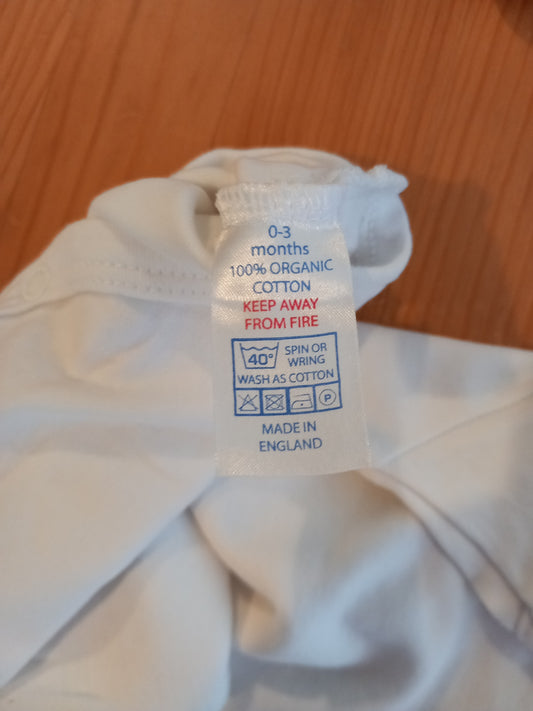 0-3
months
100% ORGANIC
COTTON
KEEP AWAY
FROM FIRE
40° SPIN OR
WRING
WASH AS COTTON
P
MADE IN
ENGLAND